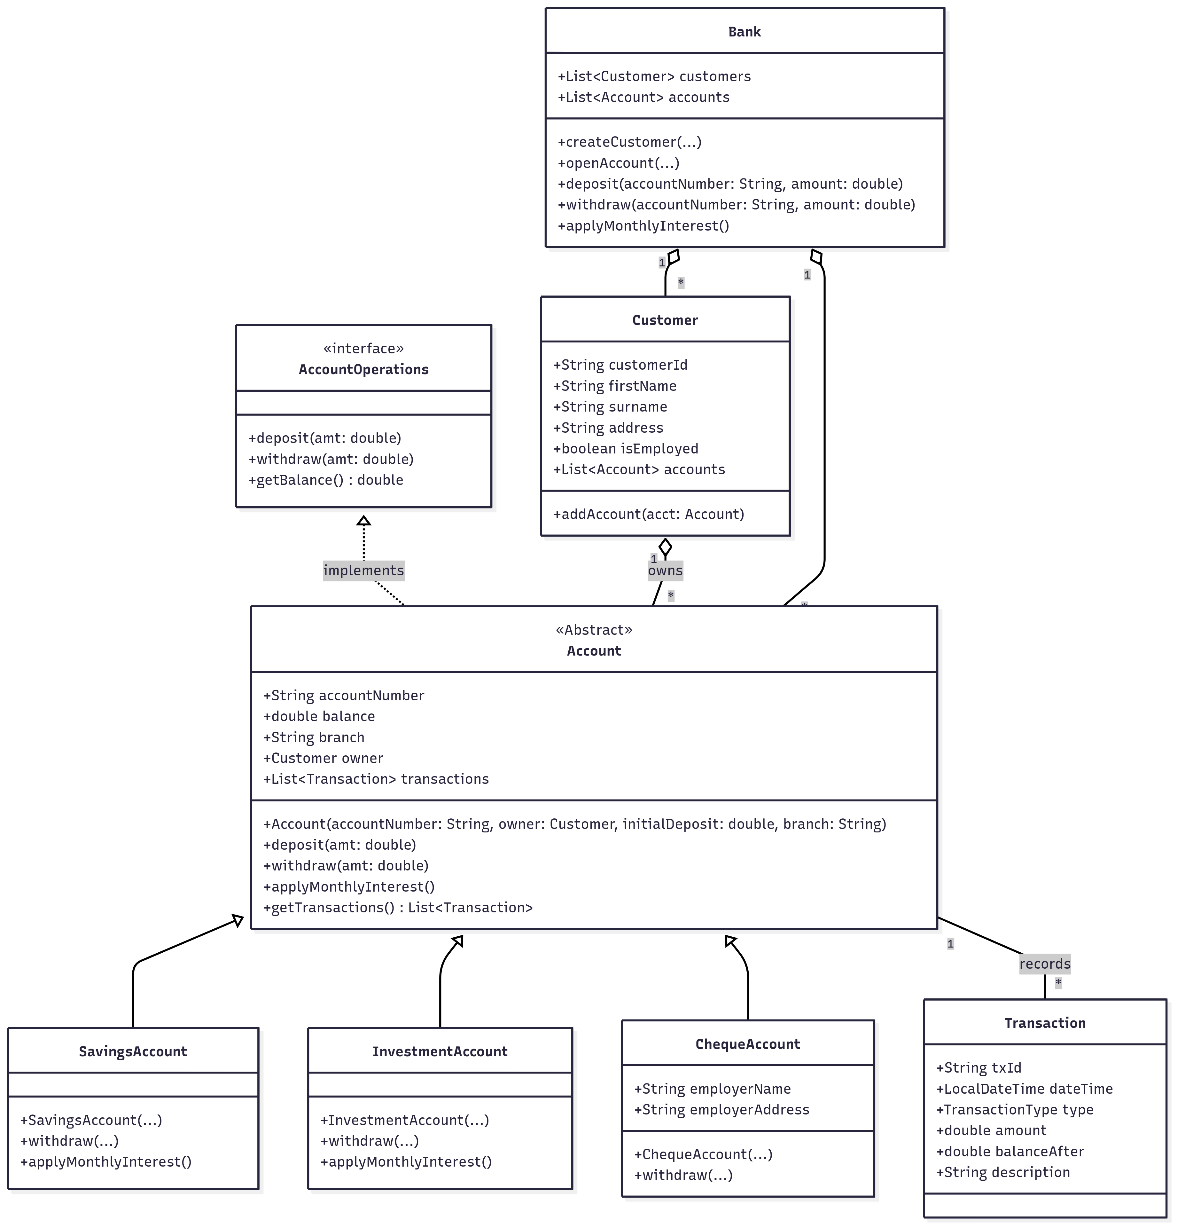 Bank
+List<Customer> customers
+List<Account> accounts
+createCustomer(...)
+openAccount(...)
+deposit(accountNumber: String, amount: double)
+withdraw(accountNumber: String, amount: double)
+applyMonthlyInterest()
1
*
1
*
«interface»
AccountOperations
+deposit(amt: double)
+withdraw(amt: double)
+getBalance() : double
Customer
+String customerId
+String firstName
+String surname
+String address
+boolean isEmployed
+List<Account> accounts
+addAccount(acct: Account)
implements
1
owns
*
«Abstract»
Account
+String accountNumber
+double balance
+String branch
+Customer owner
+List<Transaction> transactions
+Account(accountNumber: String, owner: Customer, initialDeposit: double, branch: String)
+deposit(amt: double)
+withdraw(amt: double)
+applyMonthlyInterest()
+getTransactions() : List<Transaction>
1
records
*
SavingsAccount
+SavingsAccount(...)
+withdraw(...)
+applyMonthlyInterest()
InvestmentAccount
+InvestmentAccount(...)
+withdraw(...)
+applyMonthlyInterest()
ChequeAccount
+String employerName
+String employerAddress
+ChequeAccount(...)
+withdraw(...)
Transaction
+String txId
+LocalDateTime dateTime
+TransactionType type
+double amount
+double balanceAfter
+String description